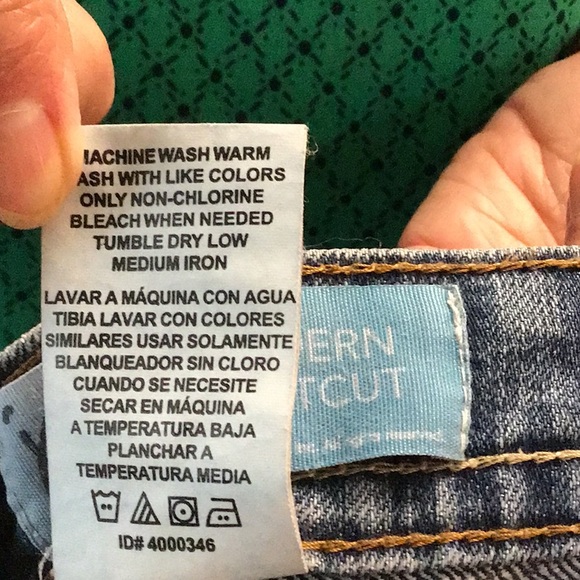 MACHINE WASH WARM
WASH WITH LIKE COLORS
ONLY NON-CHLORINE
BLEACH WHEN NEEDED
TUMBLE DRY LOW
MEDIUM IRON
LAVAR A MÁQUINA CON AGUA
TIBIA LAVAR CON COLORES
SIMILARES USAR SOLAMENTE
BLANQUEADOR SIN CLORO
CUANDO SE NECESITE
SECAR EN MÁQUINA
A TEMPERATURA BAJA
PLANCHAR A
TEMPERATURA MEDIA
ID# 4000346
ERN
TCUT